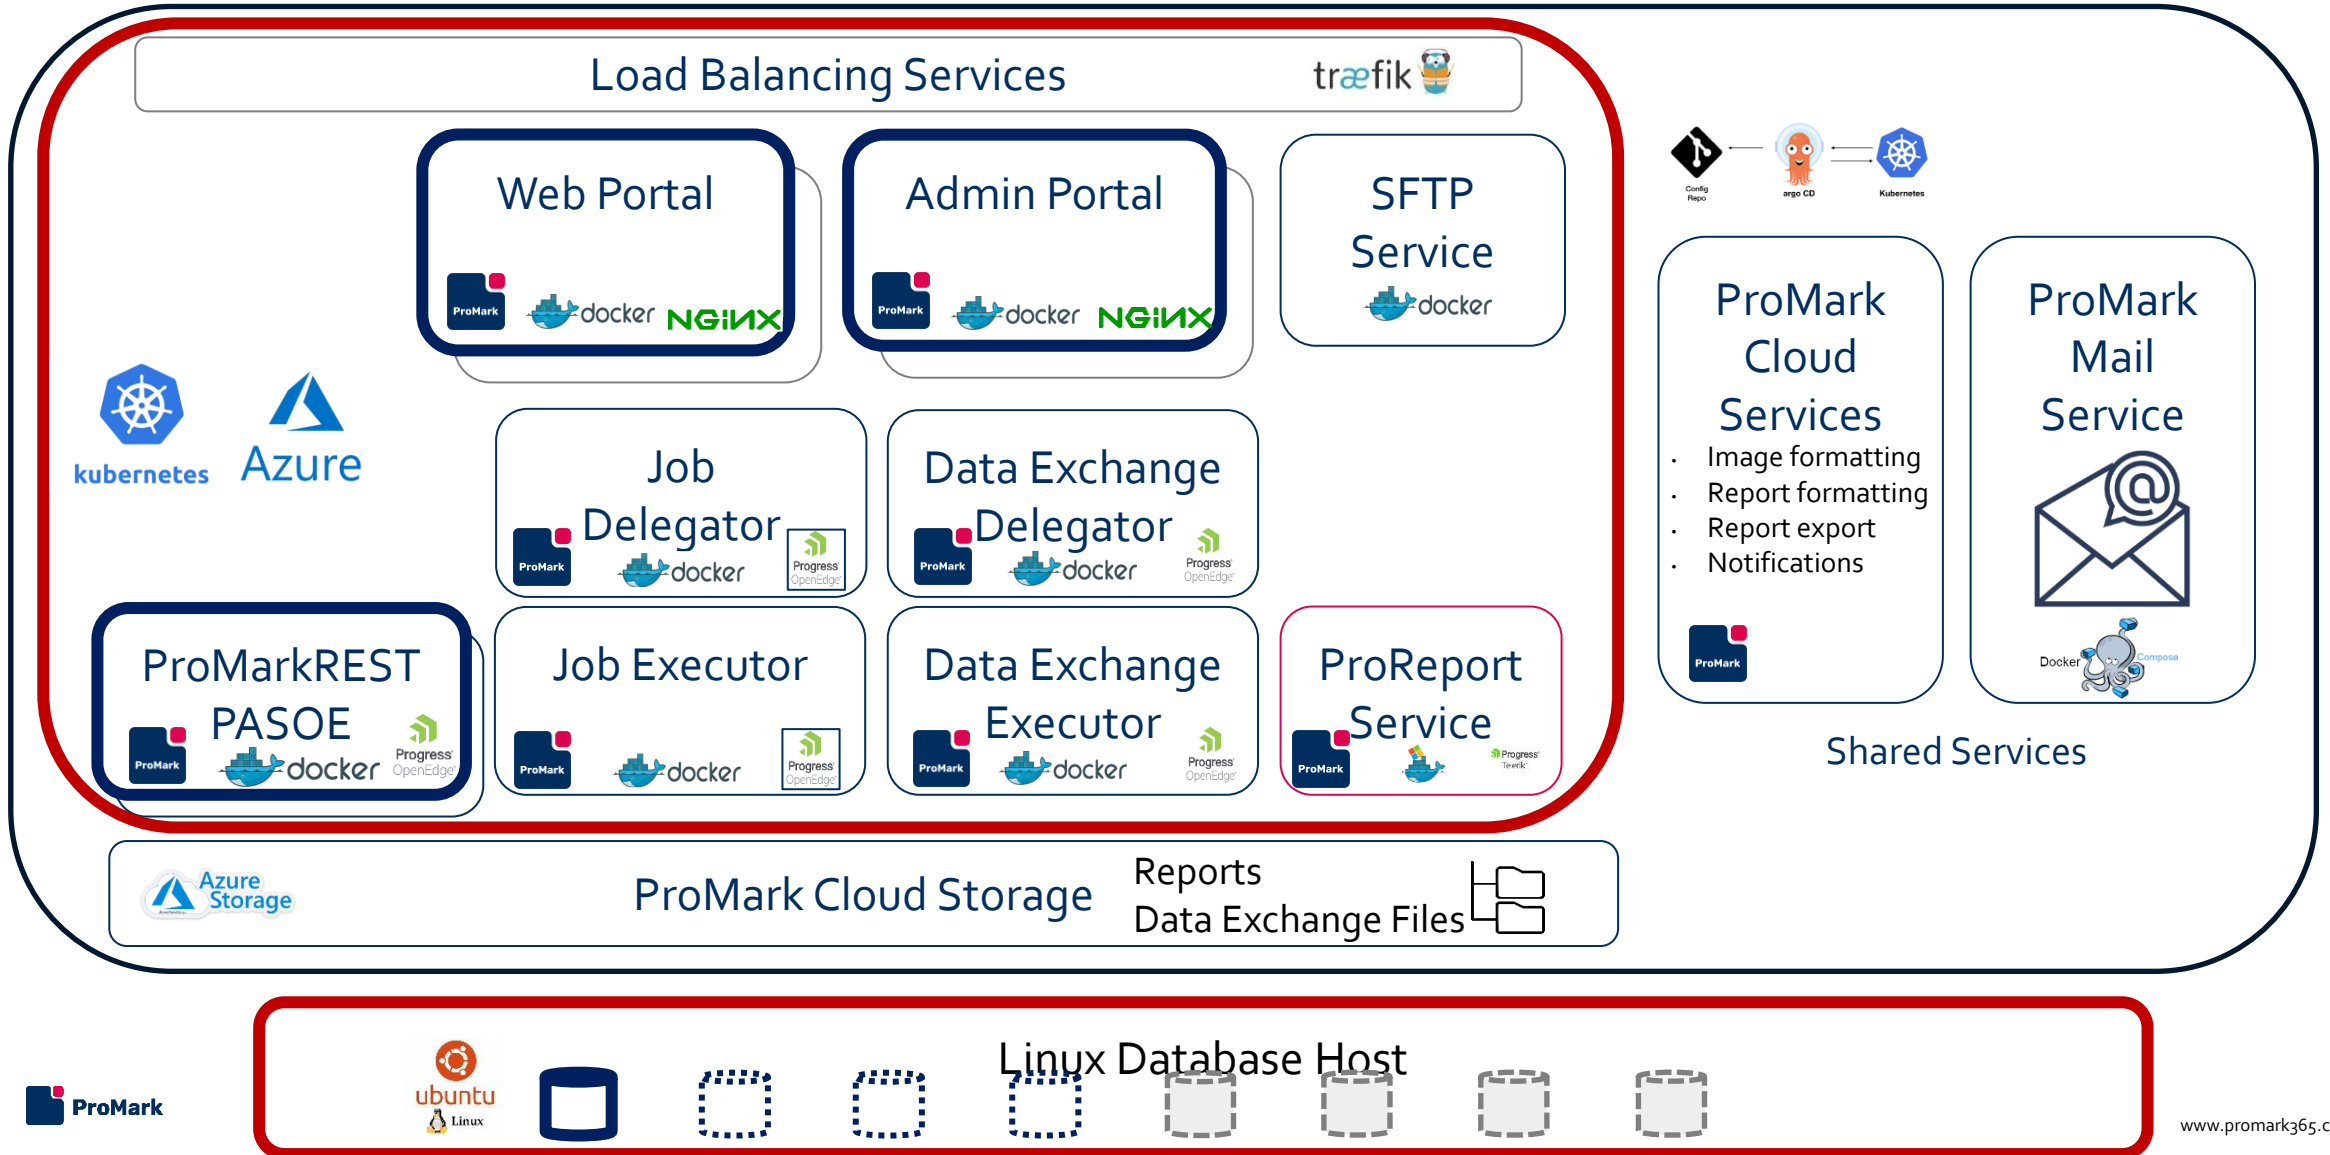 Load Balancing Services
træfik
Web Portal
ProMark
docker
NGiNX
Admin Portal
ProMark
docker
NGiNX
SFTP
Service
docker
Config
Repo
argo CD
Kubernetes
kubernetes
Azure
Job
Delegator
ProMark
docker
Progress
OpenEdge
Data Exchange
Delegator
ProMark
docker
Progress
OpenEdge
ProMarkREST
PASOE
ProMark
docker
Progress
OpenEdge
Job Executor
ProMark
docker
Progress
OpenEdge
Data Exchange
Executor
ProMark
docker
Progress
OpenEdge
ProReport
Service
ProMark
Progress
Telerik
ProMark
Cloud
Services
• Image formatting
• Report formatting
• Report export
• Notifications
ProMark
ProMark
Mail
Service
@
Docker Compose
Shared Services
Azure
Storage
ProMark Cloud Storage
Reports
Data Exchange Files
Linux Database Host
ubuntu
Linux
ProMark
www.promark365.c